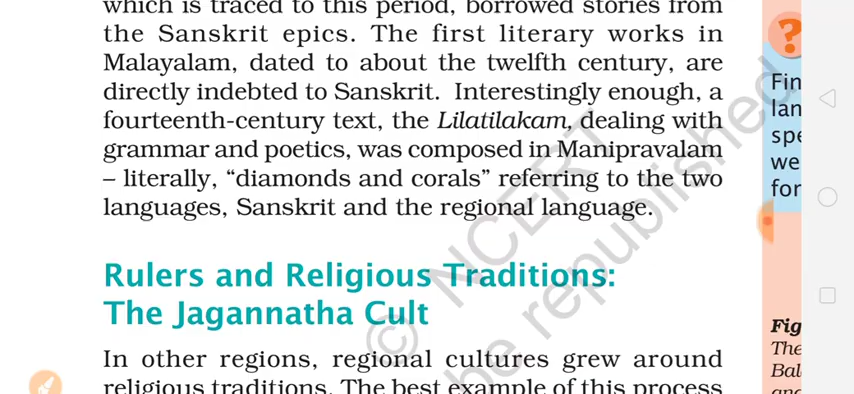 which is traced to this period, borrowed stories from
the Sanskrit epics. The first literary works in
Malayalam, dated to about the twelfth century, are
directly indebted to Sanskrit. Interestingly enough, a
fourteenth-century text, the Lilatilakam, dealing with
grammar and poetics, was composed in Manipravalam
– literally, “diamonds and corals” referring to the two
languages, Sanskrit and the regional language.
Rulers and Religious Traditions:
The Jagannatha Cult
In other regions, regional cultures grew around
religious traditions. The best example of this process
© NCERT
be republished
?
Fin
lan
spe
we
for
Fig
The
Bal
and